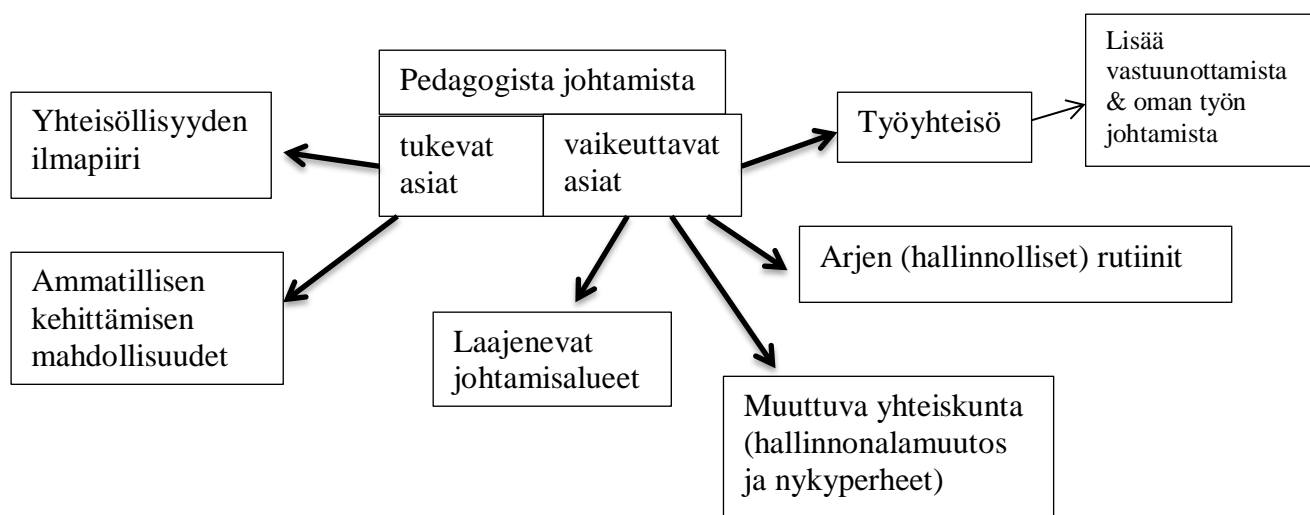 Pedagogista johtamista
tukevat
asiat
vaikeuttavat
asiat
Yhteisöllisyyden
ilmapiiri
Ammatillisen
kehittämisen
mahdollisuudet
Laajenevat
johtamisalueet
Muuttuva yhteiskunta
(hallinnonalamuutos
ja nykyperheet)
Arjen (hallinnolliset) rutiinit
Työyhteisö
Lisää
vastuunottamista
& oman työn
johtamista